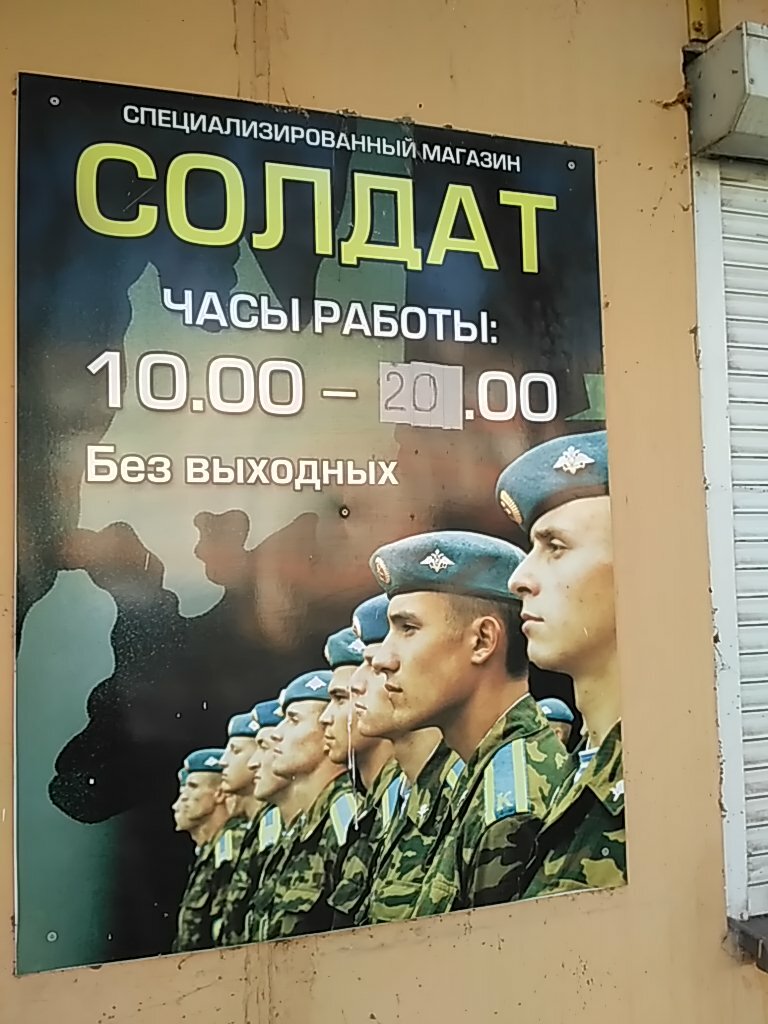 СПЕЦИАЛИЗИРОВАННЫЙ МАГАЗИН
СОЛДАТ
ЧАСЫ РАБОТЫ:
10.00 – 20.00
Без выходных
К